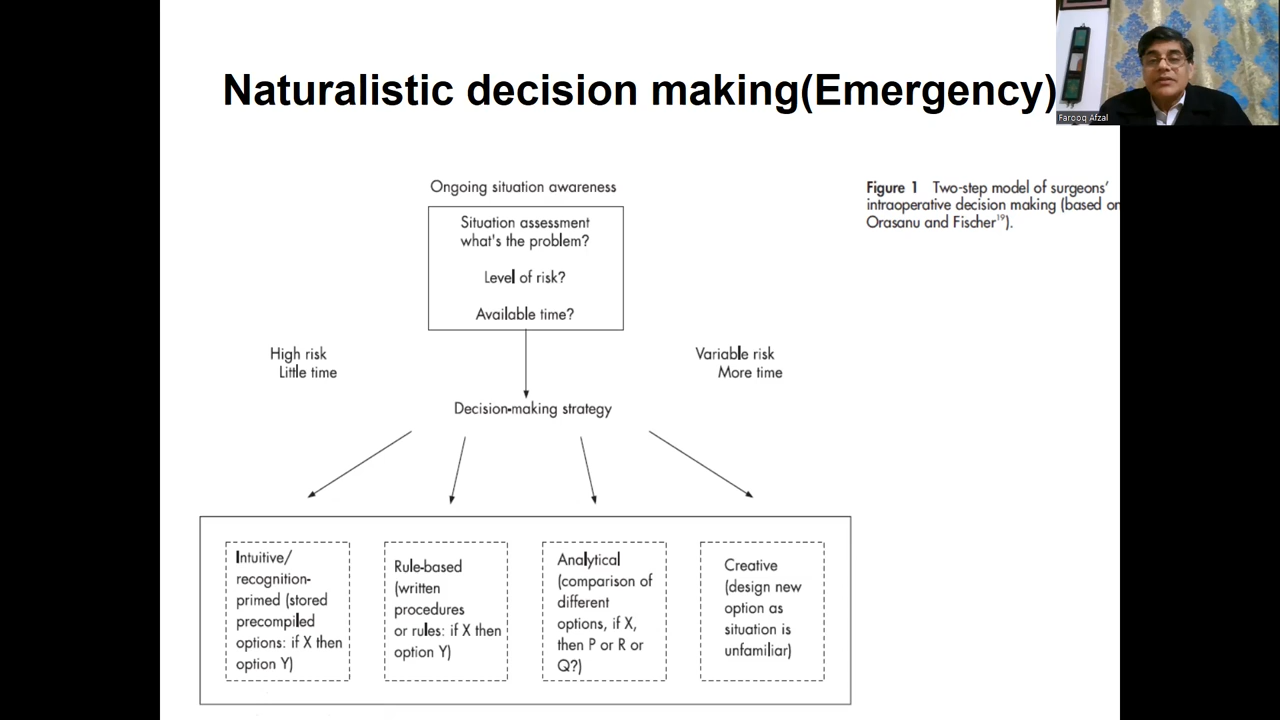 Naturalistic decision making(Emergency)
Farooq Afzal
Ongoing situation awareness
Situation assessment
what's the problem?
Level of risk?
Available time?
Figure 1 Two-step model of surgeons'
intraoperative decision making (based on
Orasanu and Fischer¹⁹).
High risk
Little time
Variable risk
More time
Decision-making strategy
Intuitive/
recognition-
primed (stored
precompiled
options: if X then
option Y)
Rule-based
(written
procedures
or rules: if X then
option Y)
Analytical
(comparison of
different
options, if X,
then P or R or
Q?)
Creative
(design new
option as
situation is
unfamiliar)